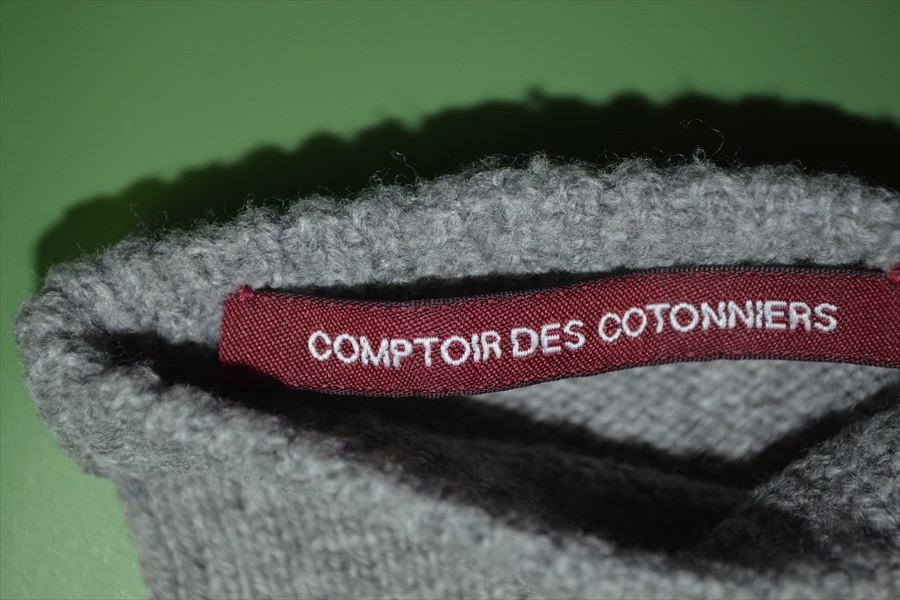 COMPTOIR DES COTONNIERS